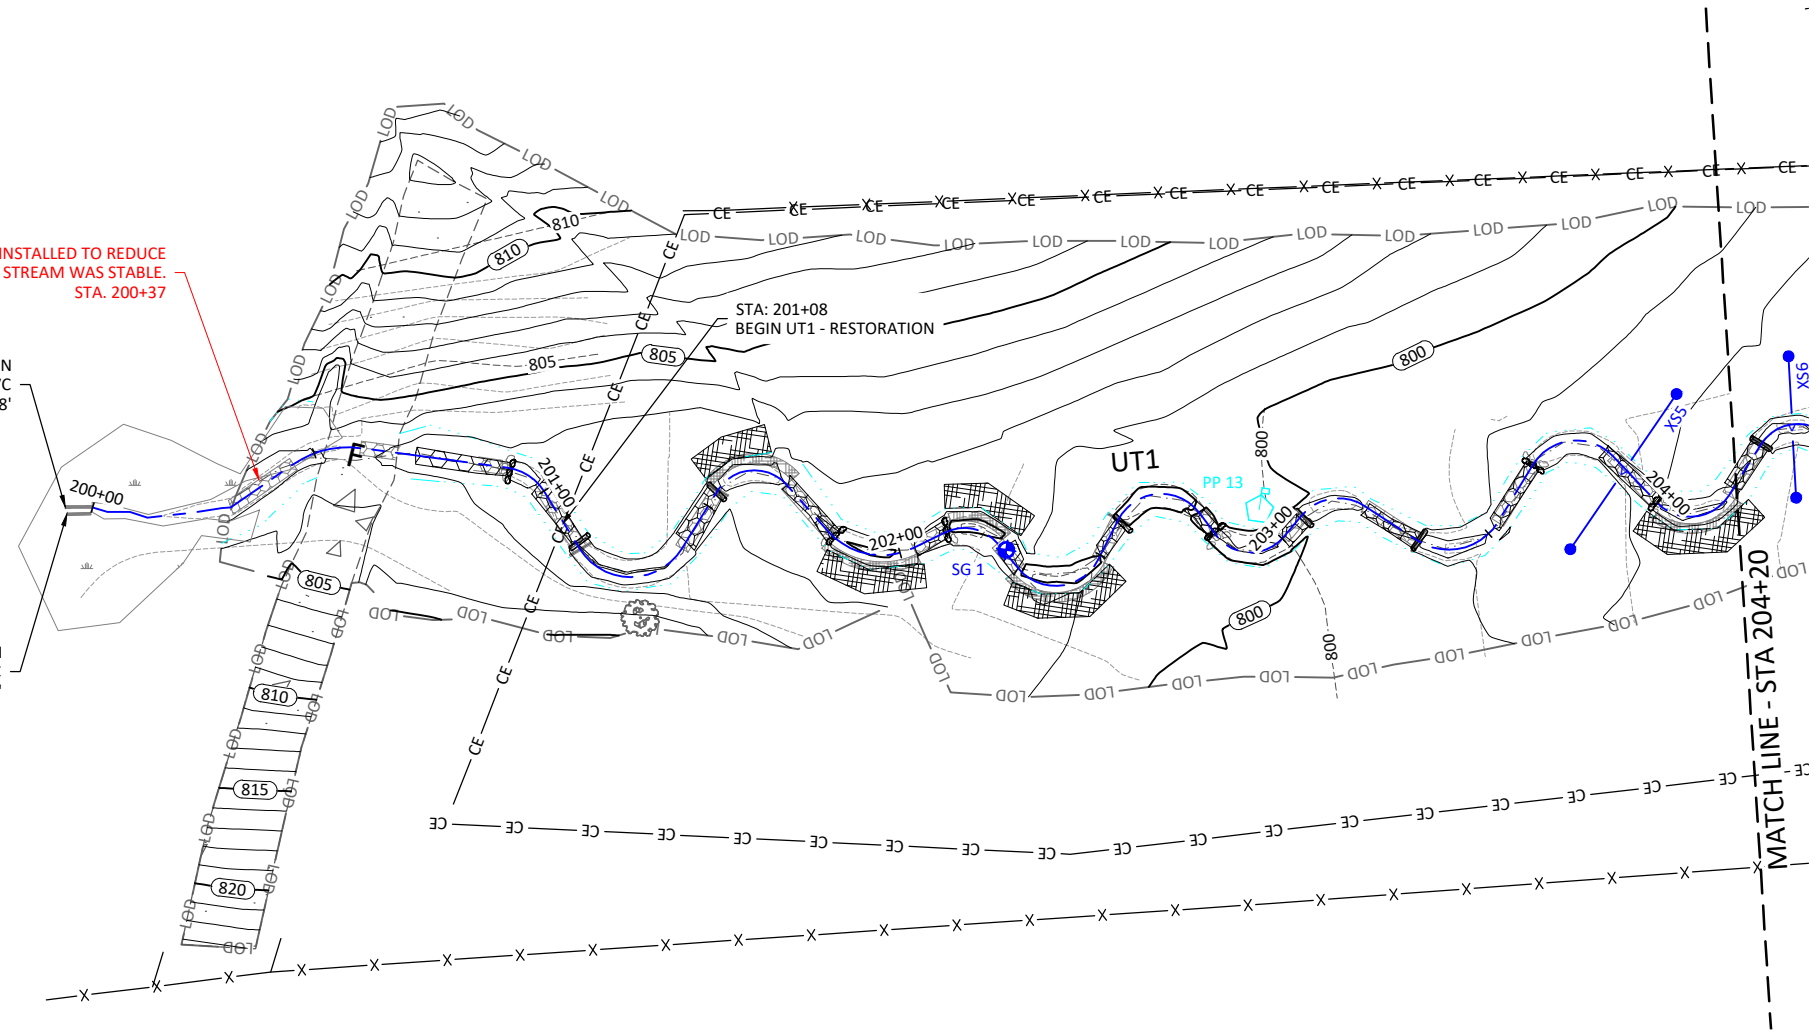 INSTALLED TO REDUCE
STREAM WAS STABLE.
STA. 200+37
STA: 201+08
BEGIN UT1 - RESTORATION
UT1
PP 13
SG 1
XS5
XS6
F
200+00
201+00
202+00
203+00
204+00
MATCH LINE - STA 204+20
810
810
805
805
800
800
800
800
805
810
815
820
LOD
CE
X
IN
8'